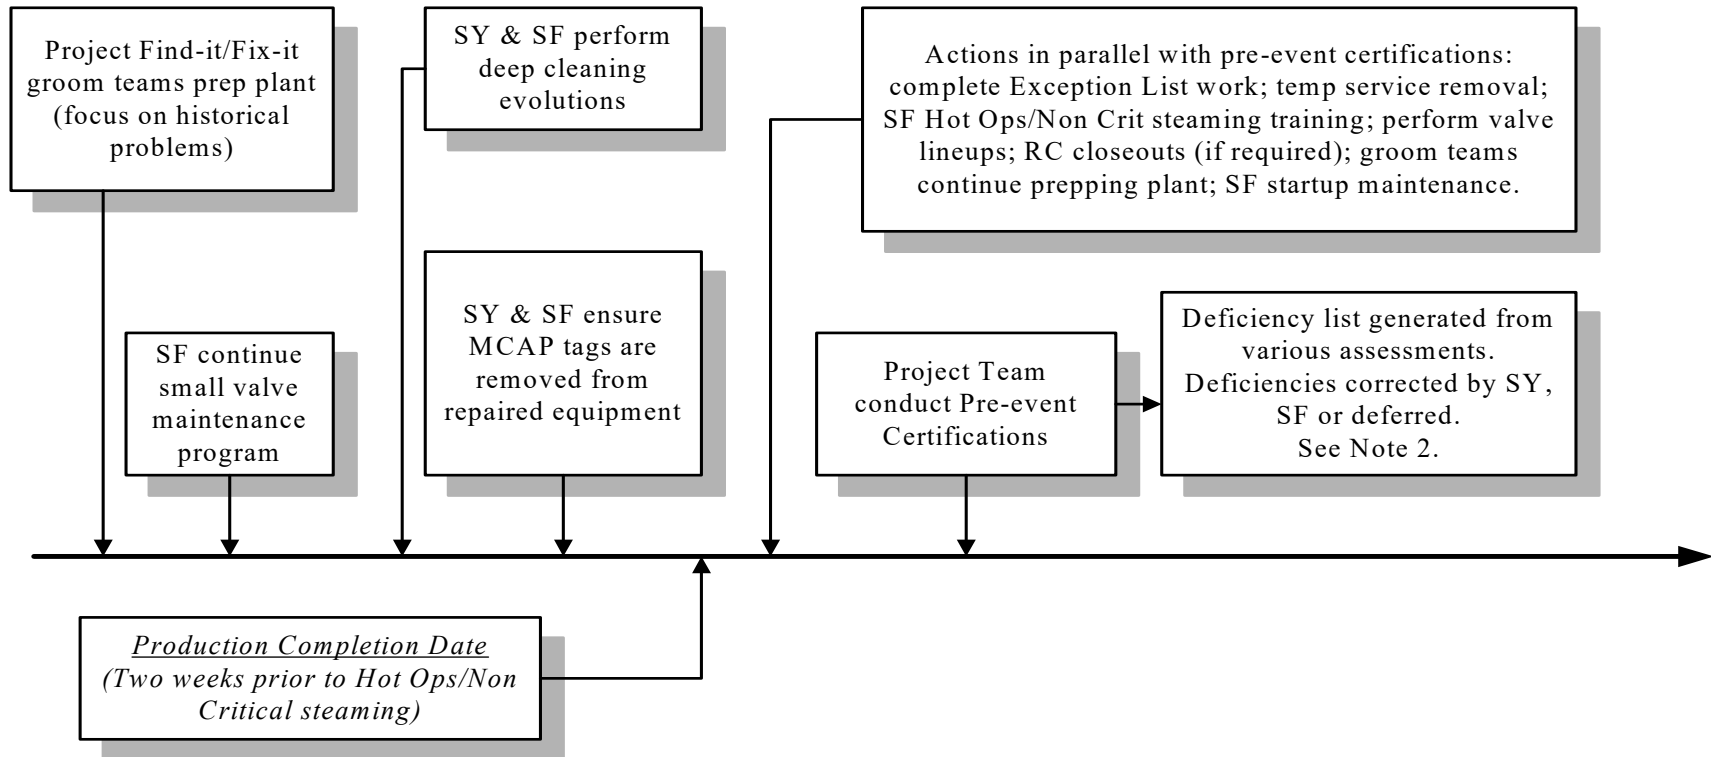 Project Find-it/Fix-it
groom teams prep plant
(focus on historical
problems)
SY & SF perform
deep cleaning
evolutions
Actions in parallel with pre-event certifications:
complete Exception List work; temp service removal;
SF Hot Ops/Non Crit steaming training; perform valve
lineups; RC closeouts (if required); groom teams
continue prepping plant; SF startup maintenance.
SF continue
small valve
maintenance
program
SY & SF ensure
MCAP tags are
removed from
repaired equipment
Project Team
conduct Pre-event
Certifications
Deficiency list generated from
various assessments.
Deficiencies corrected by SY,
SF or deferred.
See Note 2.
Production Completion Date
(Two weeks prior to Hot Ops/Non
Critical steaming)